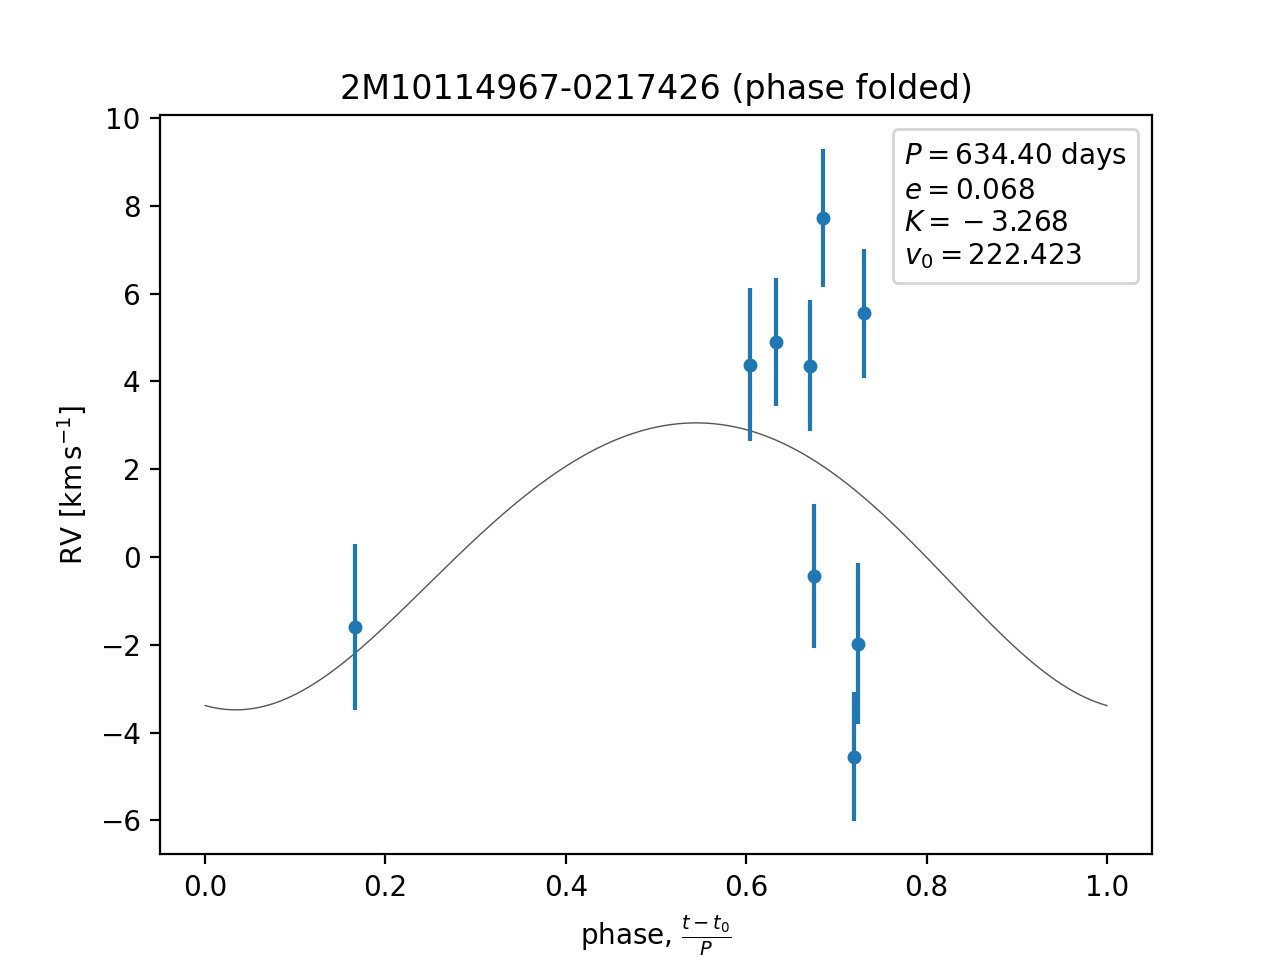 2M10114967-0217426 (phase folded)
P = 634.40 days
e = 0.068
K = −3.268
v₀ = 222.423
RV [km s⁻¹]
10
8
6
4
2
0
−2
−4
−6
0.0 0.2 0.4 0.6 0.8 1.0
phase, (t − t₀)/P